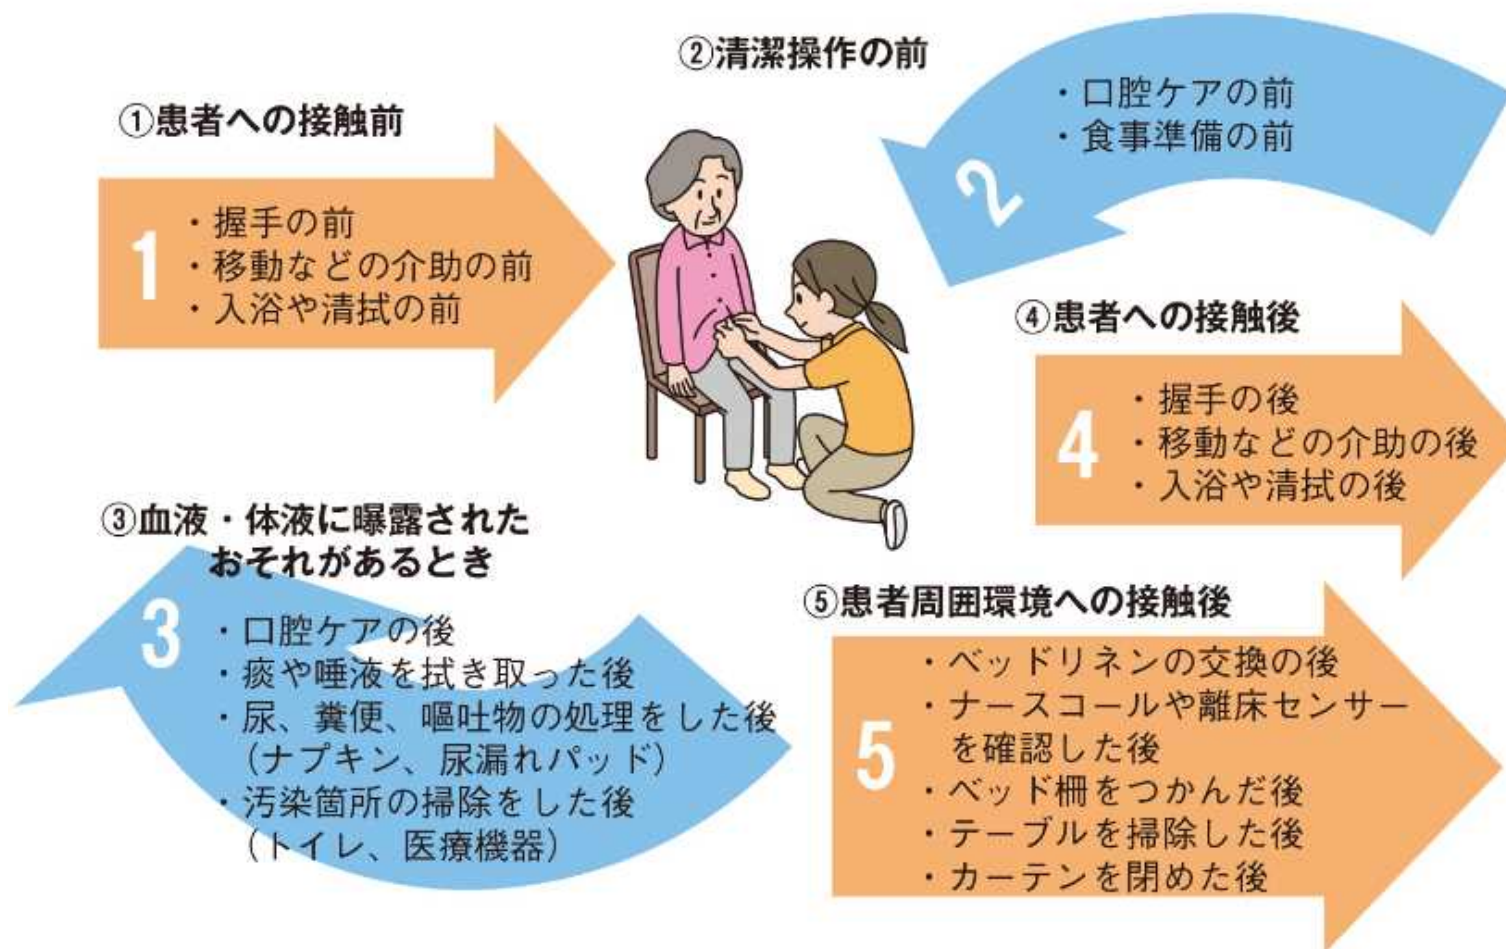 ①患者への接触前
1
・握手の前
・移動などの介助の前
・入浴や清拭の前
②清潔操作の前
2
・口腔ケアの前
・食事準備の前
③血液・体液に曝露された
おそれがあるとき
3
・口腔ケアの後
・痰や唾液を拭き取った後
・尿、糞便、嘔吐物の処理をした後
（ナプキン、尿漏れパッド）
・汚染箇所の掃除をした後
（トイレ、医療機器）
④患者への接触後
4
・握手の後
・移動などの介助の後
・入浴や清拭の後
⑤患者周囲環境への接触後
5
・ベッドリネンの交換の後
・ナースコールや離床センサー
を確認した後
・ベッド柵をつかんだ後
・テーブルを掃除した後
・カーテンを閉めた後